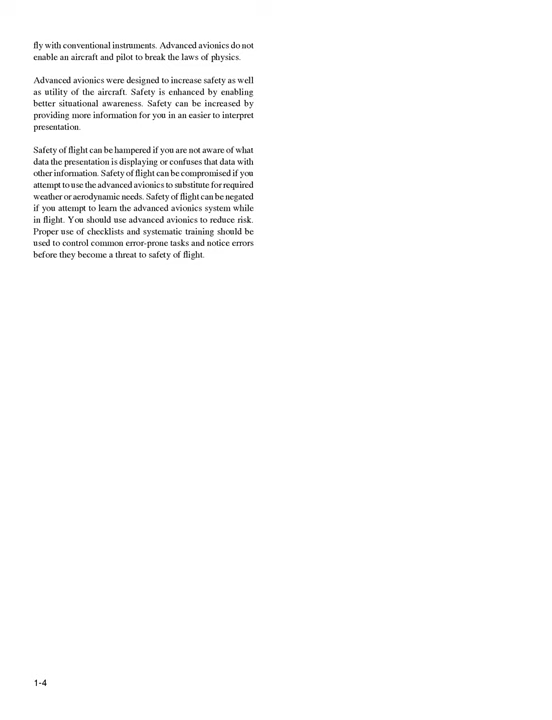 fly with conventional instruments. Advanced avionics do not
enable an aircraft and pilot to break the laws of physics.
Advanced avionics were designed to increase safety as well
as utility of the aircraft. Safety is enhanced by enabling
better situational awareness. Safety can be increased by
providing more information for you in an easier to interpret
presentation.
Safety of flight can be hampered if you are not aware of what
data the presentation is displaying or confuses that data with
other information. Safety of flight can be compromised if you
attempt to use the advanced avionics to substitute for required
weather or aerodynamic needs. Safety of flight can be negated
if you attempt to learn the advanced avionics system while
in flight. You should use advanced avionics to reduce risk.
Proper use of checklists and systematic training should be
used to control common error-prone tasks and notice errors
before they become a threat to safety of flight.
1-4